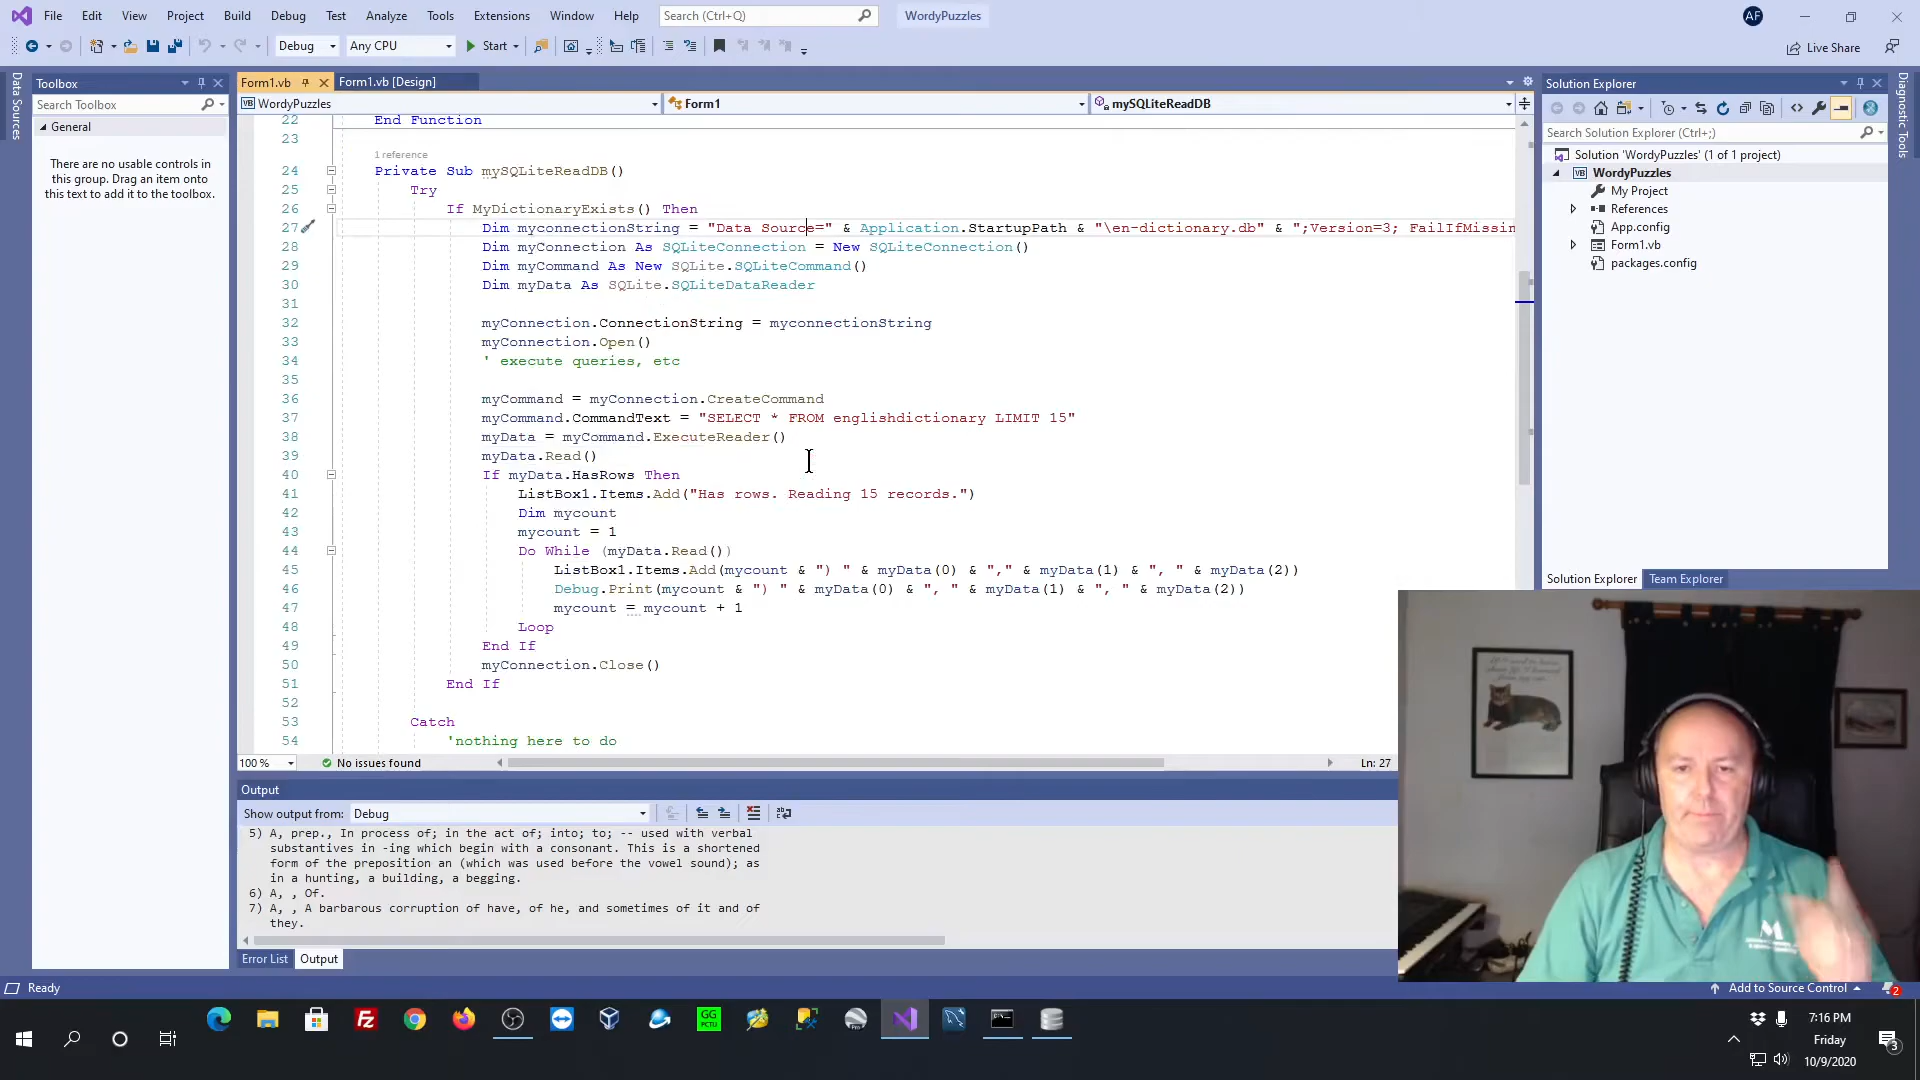 File Edit View Project Build Debug Test Analyze Tools Extensions Window Help Search (Ctrl+Q) WordyPuzzles AF
Debug Any CPU Start Live Share
Data Sources
Toolbox
Search Toolbox
General
There are no usable controls in
this group. Drag an item onto
this text to add it to the toolbox.
Form1.vb Form1.vb [Design]
WordyPuzzles Form1 mySQLiteReadDB
22 End Function
23
1 reference
24 Private Sub mySQLiteReadDB()
25 Try
26 If MyDictionaryExists() Then
27 Dim myconnectionString = "Data Source=" & Application.StartupPath & "\en-dictionary.db" & ";Version=3; FailIfMissin
28 Dim myConnection As SQLiteConnection = New SQLiteConnection()
29 Dim myCommand As New SQLite.SQLiteCommand()
30 Dim myData As SQLite.SQLiteDataReader
31
32 myConnection.ConnectionString = myconnectionString
33 myConnection.Open()
34 ' execute queries, etc
35
36 myCommand = myConnection.CreateCommand
37 myCommand.CommandText = "SELECT * FROM englishdictionary LIMIT 15"
38 myData = myCommand.ExecuteReader()
39 myData.Read()
40 If myData.HasRows Then
41 ListBox1.Items.Add("Has rows. Reading 15 records.")
42 Dim mycount
43 mycount = 1
44 Do While (myData.Read())
45 ListBox1.Items.Add(mycount & ") " & myData(0) & "," & myData(1) & ", " & myData(2))
46 Debug.Print(mycount & ") " & myData(0) & ", " & myData(1) & ", " & myData(2))
47 mycount = mycount + 1
48 Loop
49 End If
50 myConnection.Close()
51 End If
52
53 Catch
54 'nothing here to do
100 % No issues found Ln: 27
Output
Show output from: Debug
5) A, prep., In process of; in the act of; into; to; -- used with verbal
substantives in -ing which begin with a consonant. This is a shortened
form of the preposition an (which was used before the vowel sound); as
in a hunting, a building, a begging.
6) A, , Of.
7) A, , A barbarous corruption of have, of he, and sometimes of it and of
they.
Error List Output
Solution Explorer
Search Solution Explorer (Ctrl+;)
Solution 'WordyPuzzles' (1 of 1 project)
WordyPuzzles
My Project
References
App.config
Form1.vb
packages.config
Solution Explorer Team Explorer
Diagnostic Tools
Ready Add to Source Control 2
GG
PCTU
7:16 PM
Friday
10/9/2020
3